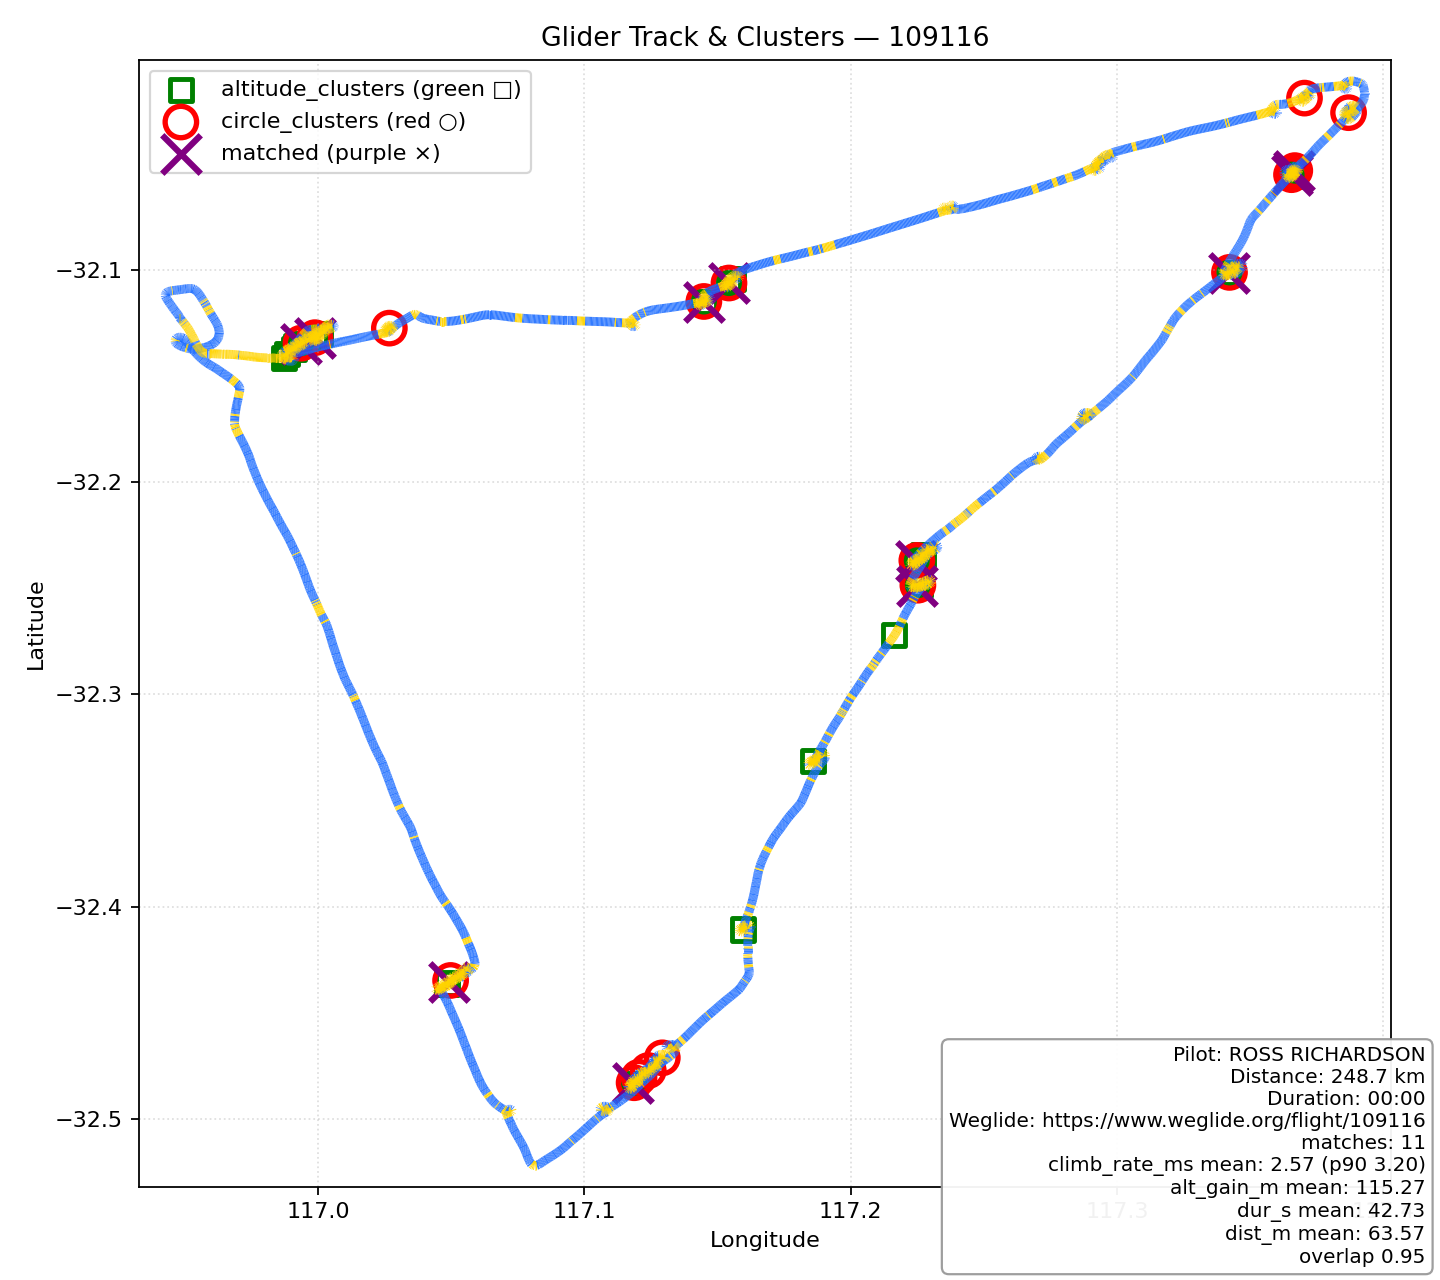 Glider Track & Clusters — 109116
altitude_clusters (green □)
circle_clusters (red ○)
matched (purple ×)
Latitude
−32.1
−32.2
−32.3
−32.4
−32.5
117.0
117.1
117.2
117.3
Longitude
Pilot: ROSS RICHARDSON
Distance: 248.7 km
Duration: 00:00
Weglide: https://www.weglide.org/flight/109116
matches: 11
climb_rate_ms mean: 2.57 (p90 3.20)
alt_gain_m mean: 115.27
dur_s mean: 42.73
dist_m mean: 63.57
overlap 0.95